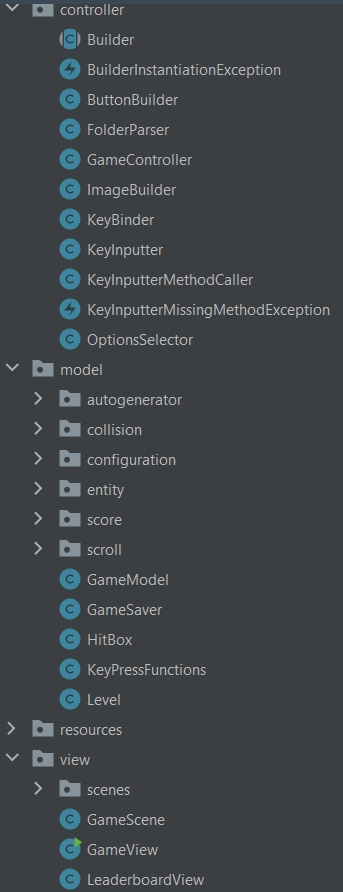 controller
Builder
BuilderInstantiationException
ButtonBuilder
FolderParser
GameController
ImageBuilder
KeyBinder
KeyInputter
KeyInputterMethodCaller
KeyInputterMissingMethodException
OptionsSelector
model
autogenerator
collision
configuration
entity
score
scroll
GameModel
GameSaver
HitBox
KeyPressFunctions
Level
resources
view
scenes
GameScene
GameView
LeaderboardView